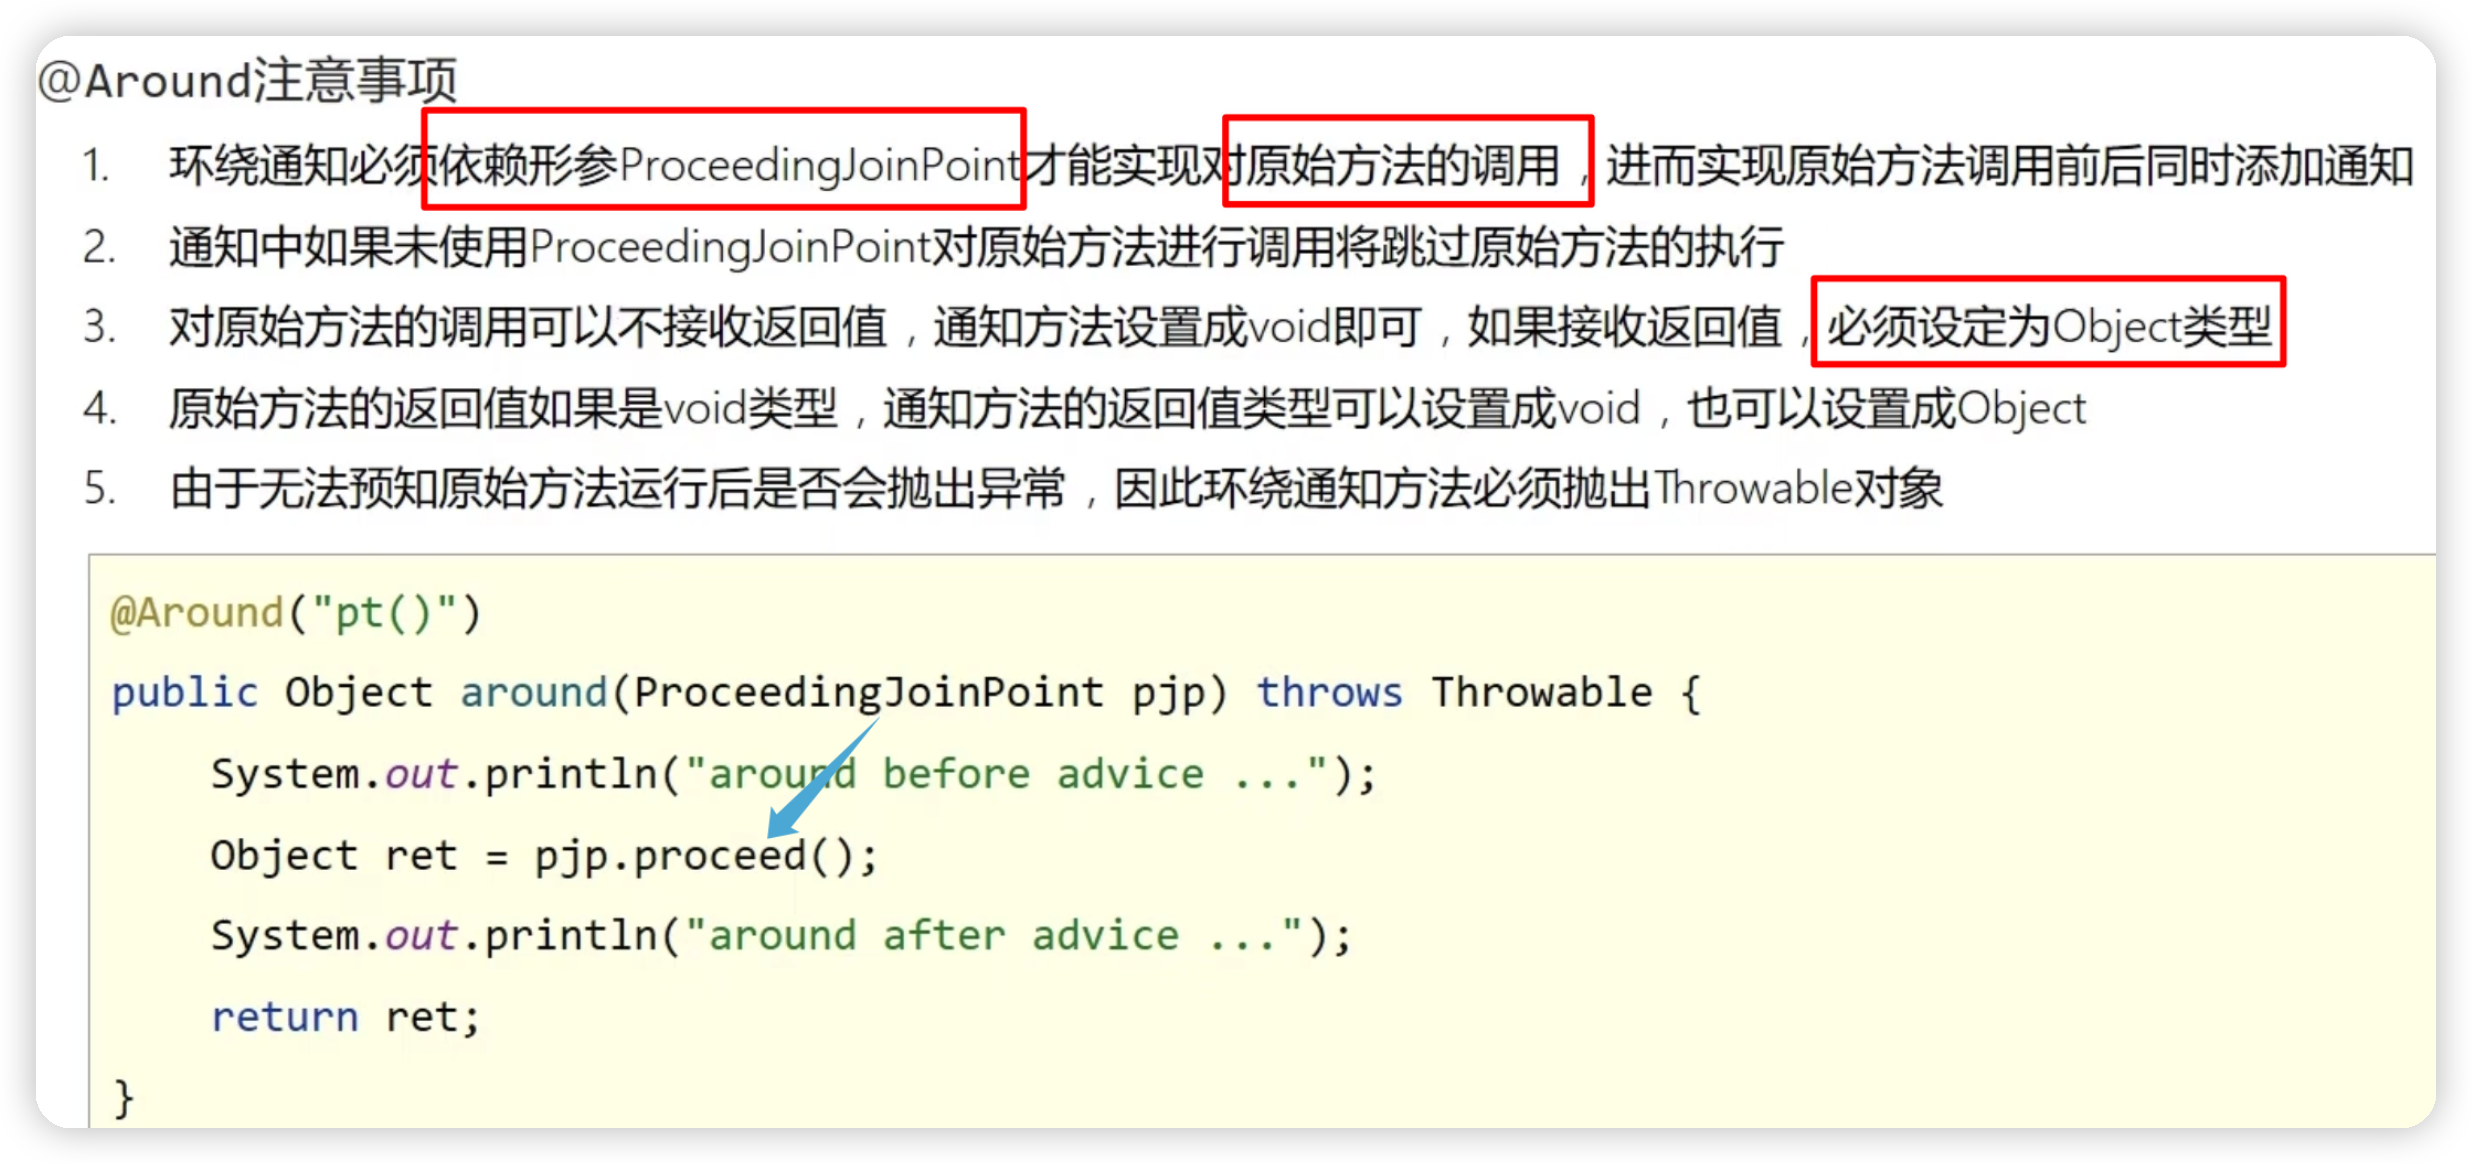 @Around注意事项
1. 环绕通知必须依赖形参ProceedingJoinPoint才能实现对原始方法的调用，进而实现原始方法调用前后同时添加通知
2. 通知中如果未使用ProceedingJoinPoint对原始方法进行调用将跳过原始方法的执行
3. 对原始方法的调用可以不接收返回值，通知方法设置成void即可，如果接收返回值，必须设定为Object类型
4. 原始方法的返回值如果是void类型，通知方法的返回值类型可以设置成void，也可以设置成Object
5. 由于无法预知原始方法运行后是否会抛出异常，因此环绕通知方法必须抛出Throwable对象
@Around("pt()")
public Object around(ProceedingJoinPoint pjp) throws Throwable {
    System.out.println("around before advice ...");
    Object ret = pjp.proceed();
    System.out.println("around after advice ...");
    return ret;
}